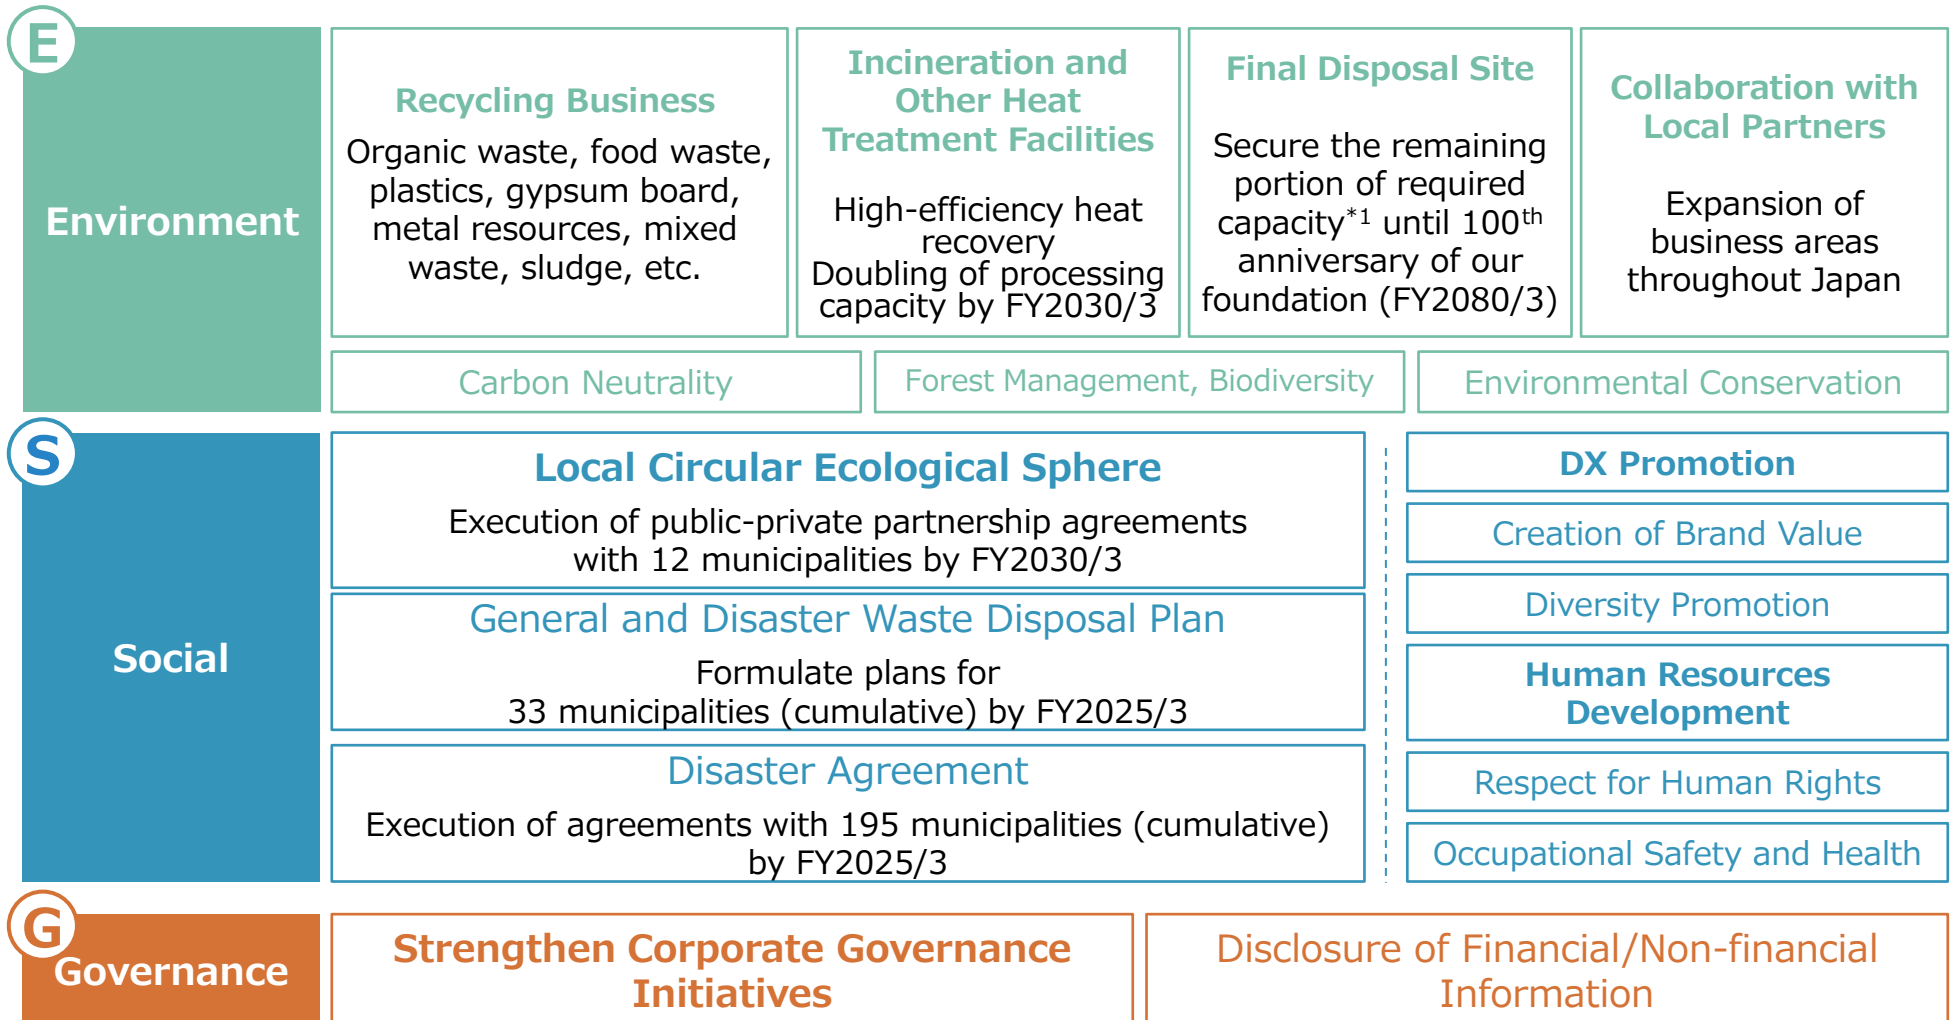 E
Environment
Recycling Business
Organic waste, food waste,
plastics, gypsum board,
metal resources, mixed
waste, sludge, etc.
Incineration and
Other Heat
Treatment Facilities
High-efficiency heat
recovery
Doubling of processing
capacity by FY2030/3
Final Disposal Site
Secure the remaining
portion of required
capacity*1 until 100th
anniversary of our
foundation (FY2080/3)
Collaboration with
Local Partners
Expansion of
business areas
throughout Japan
Carbon Neutrality
Forest Management, Biodiversity
Environmental Conservation
S
Social
Local Circular Ecological Sphere
Execution of public-private partnership agreements
with 12 municipalities by FY2030/3
General and Disaster Waste Disposal Plan
Formulate plans for
33 municipalities (cumulative) by FY2025/3
Disaster Agreement
Execution of agreements with 195 municipalities (cumulative)
by FY2025/3
DX Promotion
Creation of Brand Value
Diversity Promotion
Human Resources
Development
Respect for Human Rights
Occupational Safety and Health
G
Governance
Strengthen Corporate Governance
Initiatives
Disclosure of Financial/Non-financial
Information